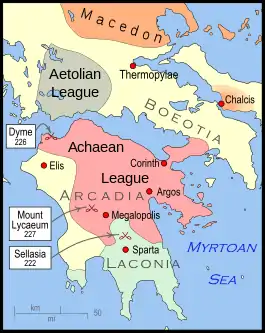 Macedon
Aetolian
League
Thermopylae
Chalcis
BOEOTIA
Dyme
226
Achaean
League
Elis
Corinth
ARCADIA
Argos
Mount
Lycaeum
227
Megalopolis
Sellasia
222
Sparta
LACONIA
MYRTOAN
SEA
km
mi
50